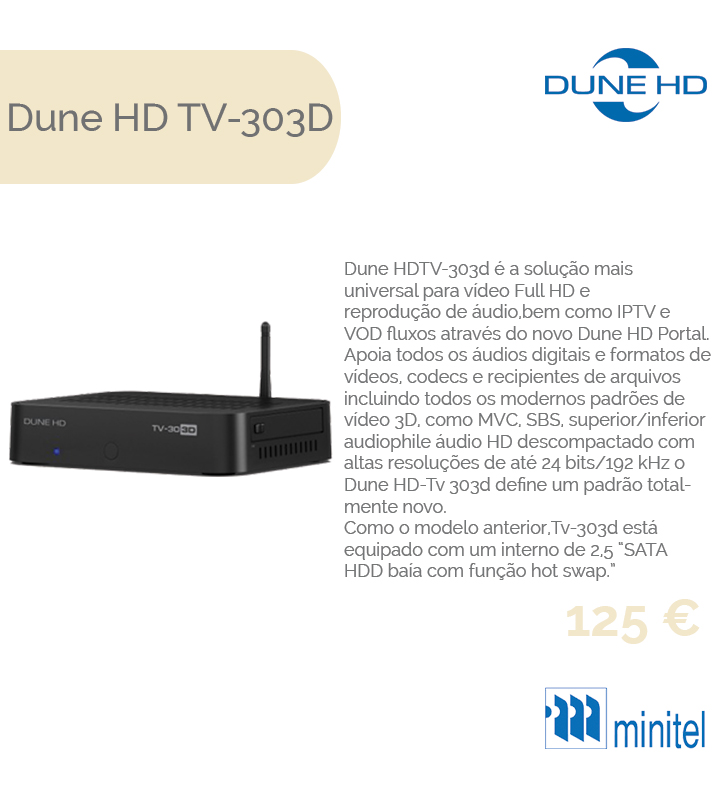 Dune HD TV-303D
DUNE HD
Dune HDTV-303d é a solução mais
universal para vídeo Full HD e
reprodução de áudio,bem como IPTV e
VOD fluxos através do novo Dune HD Portal.
Apoia todos os áudios digitais e formatos de
vídeos, codecs e recipientes de arquivos
incluindo todos os modernos padrões de
vídeo 3D, como MVC, SBS, superior/inferior
audiophile áudio HD descompactado com
altas resoluções de até 24 bits/192 kHz o
Dune HD-Tv 303d define um padrão total-
mente novo.
Como o modelo anterior,Tv-303d está
equipado com um interno de 2,5 “SATA
HDD baía com função hot swap.”
DUNE HD
TV-303D
125 €
minitel